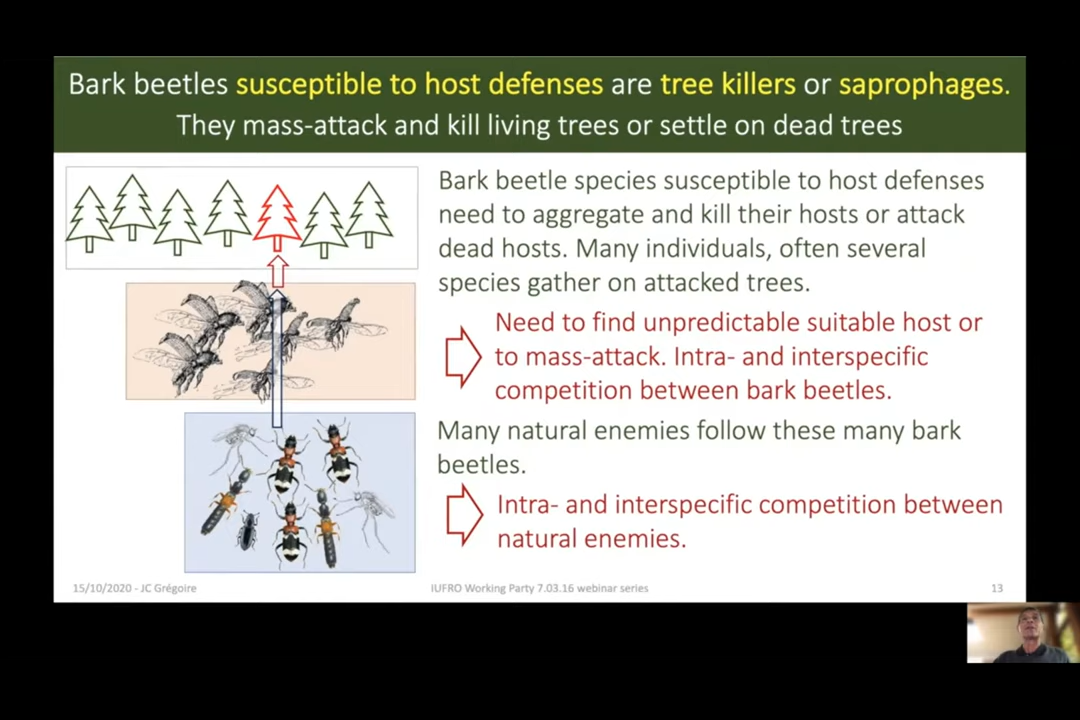 Bark beetles susceptible to host defenses are tree killers or saprophages.
They mass-attack and kill living trees or settle on dead trees
Bark beetle species susceptible to host defenses
need to aggregate and kill their hosts or attack
dead hosts. Many individuals, often several
species gather on attacked trees.
Need to find unpredictable suitable host or
to mass-attack. Intra- and interspecific
competition between bark beetles.
Many natural enemies follow these many bark
beetles.
Intra- and interspecific competition between
natural enemies.
15/10/2020 - JC Grégoire
IUFRO Working Party 7.03.16 webinar series
13